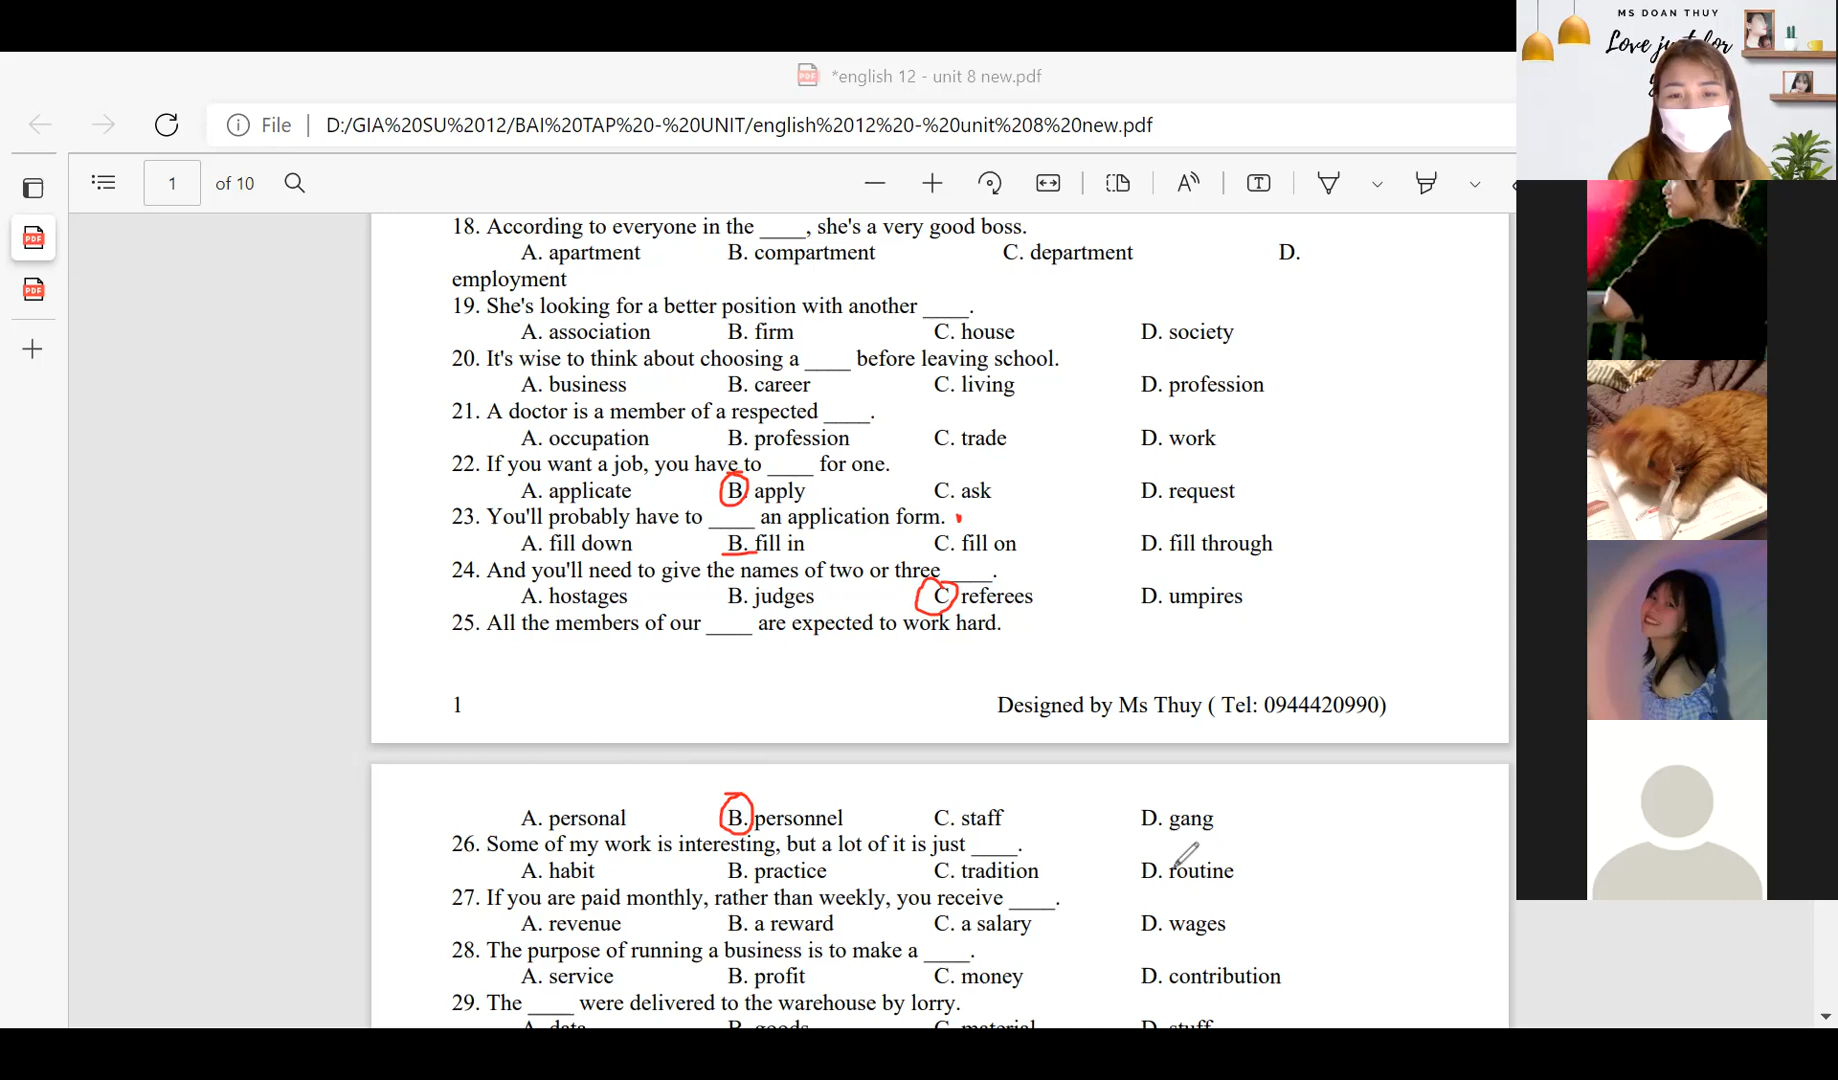 MS DOAN THUY
Love just for
*english 12 - unit 8 new.pdf
File | D:/GIA%20SU%2012/BAI%20TAP%20-%20UNIT/english%2012%20-%20unit%208%20new.pdf
1 of 10
18. According to everyone in the ____, she's a very good boss.
A. apartment B. compartment C. department D.
employment
19. She's looking for a better position with another ____.
A. association B. firm C. house D. society
20. It's wise to think about choosing a ____ before leaving school.
A. business B. career C. living D. profession
21. A doctor is a member of a respected ____.
A. occupation B. profession C. trade D. work
22. If you want a job, you have to ____ for one.
A. applicate B. apply C. ask D. request
23. You'll probably have to ____ an application form.
A. fill down B. fill in C. fill on D. fill through
24. And you'll need to give the names of two or three ____.
A. hostages B. judges C. referees D. umpires
25. All the members of our ____ are expected to work hard.
1 Designed by Ms Thuy ( Tel: 0944420990)
A. personal B. personnel C. staff D. gang
26. Some of my work is interesting, but a lot of it is just ____.
A. habit B. practice C. tradition D. routine
27. If you are paid monthly, rather than weekly, you receive ____.
A. revenue B. a reward C. a salary D. wages
28. The purpose of running a business is to make a ____.
A. service B. profit C. money D. contribution
29. The ____ were delivered to the warehouse by lorry.
A. data B. goods C. material D. stuff